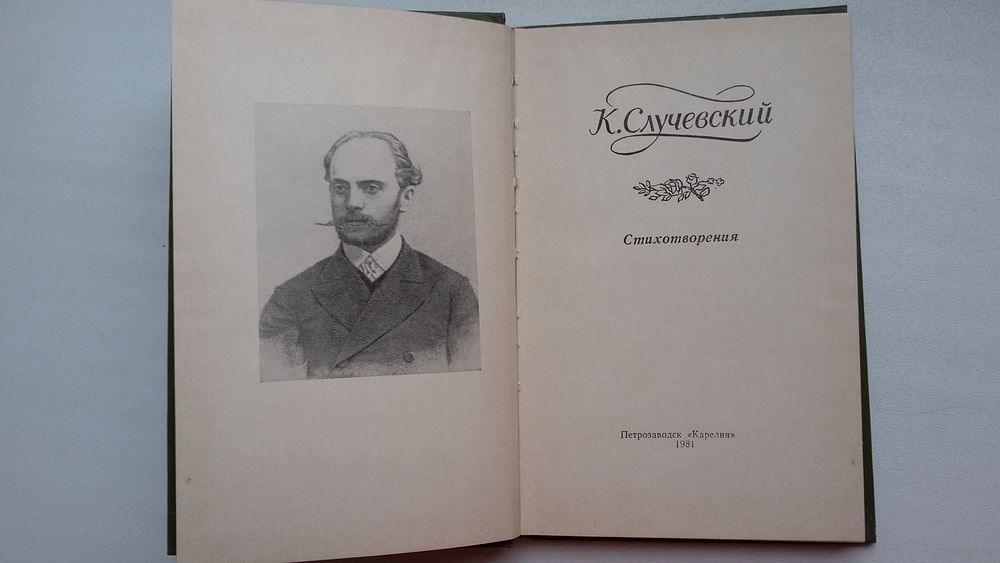 К. Случевский
Стихотворения
Петрозаводск «Карелия»
1981